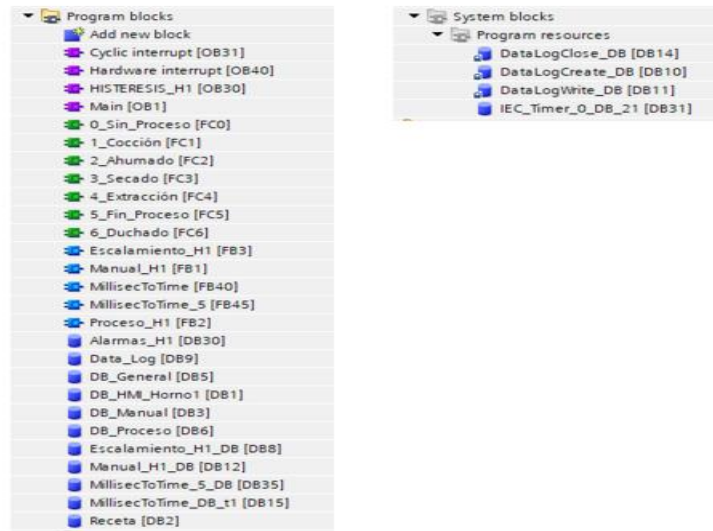 Program blocks
Add new block
Cyclic interrupt [OB31]
Hardware interrupt [OB40]
HISTERESIS_H1 [OB30]
Main [OB1]
0_Sin_Proceso [FC0]
1_Cocción [FC1]
2_Ahumado [FC2]
3_Secado [FC3]
4_Extracción [FC4]
5_Fin_Proceso [FC5]
6_Duchado [FC6]
Escalamiento_H1 [FB3]
Manual_H1 [FB1]
MillisecToTime [FB40]
MillisecToTime_5 [FB45]
Proceso_H1 [FB2]
Alarmas_H1 [DB30]
Data_Log [DB9]
DB_General [DB5]
DB_HMI_Horno1 [DB1]
DB_Manual [DB3]
DB_Proceso [DB6]
Escalamiento_H1_DB [DB8]
Manual_H1_DB [DB12]
MillisecToTime_5_DB [DB35]
MillisecToTime_DB_t1 [DB15]
Receta [DB2]
System blocks
Program resources
DataLogClose_DB [DB14]
DataLogCreate_DB [DB10]
DataLogWrite_DB [DB11]
IEC_Timer_0_DB_21 [DB31]